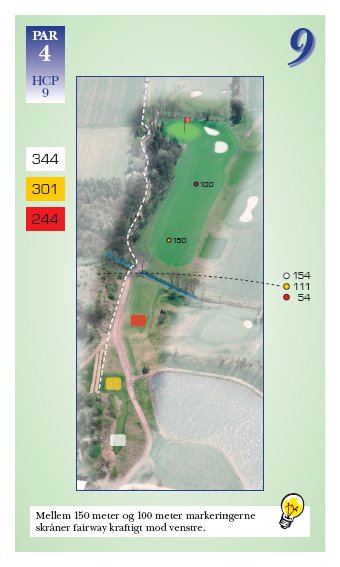 PAR
4
HCP
9
9
344
301
244
100
150
154
111
54
Mellem 150 meter og 100 meter markeringerne
skråner fairway kraftigt mod venstre.